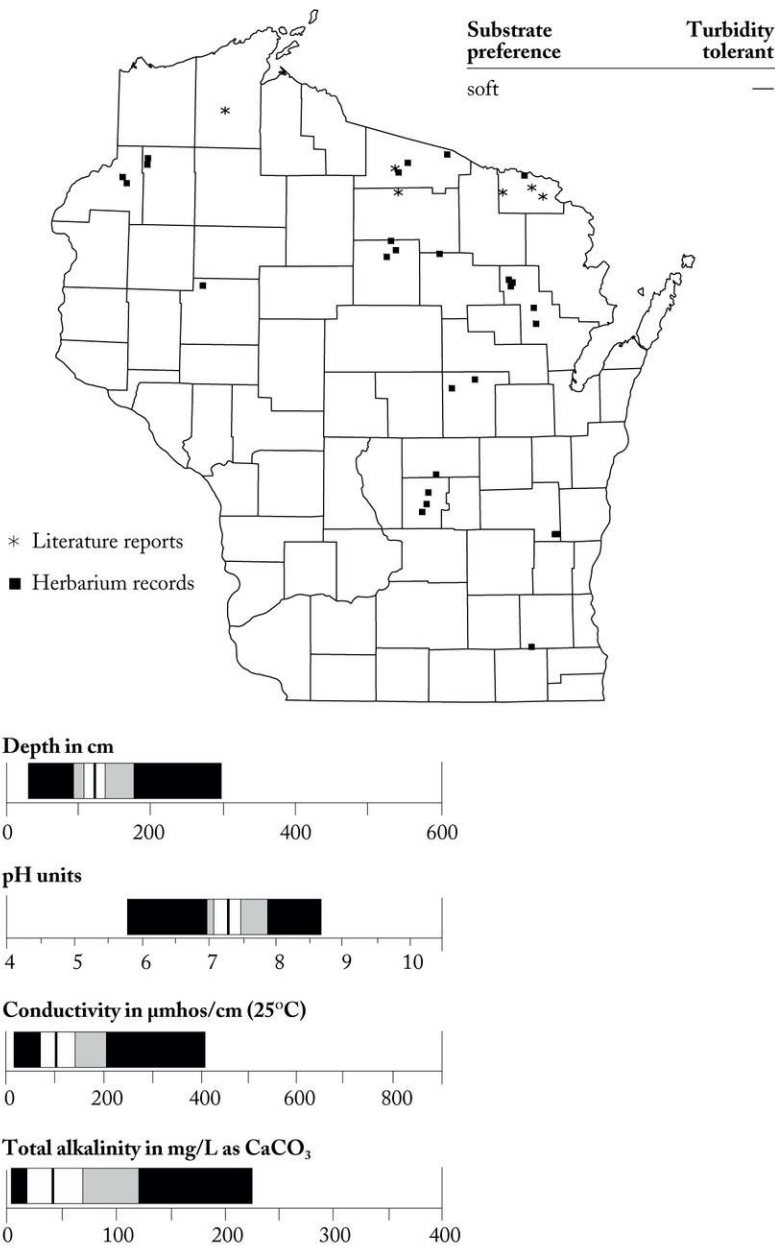 Substrate preference Turbidity tolerant
soft —
* Literature reports
■ Herbarium records
Depth in cm
0 200 400 600
pH units
4 5 6 7 8 9 10
Conductivity in µmhos/cm (25°C)
0 200 400 600 800
Total alkalinity in mg/L as CaCO₃
0 100 200 300 400